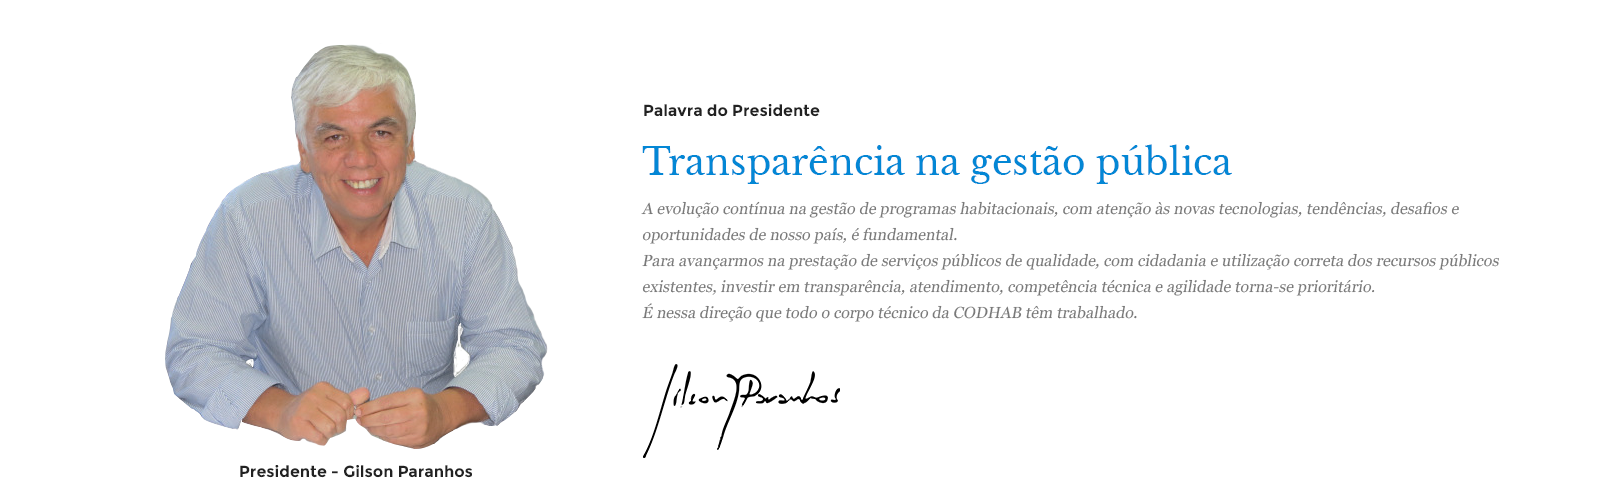 Palavra do Presidente
Transparência na gestão pública
A evolução contínua na gestão de programas habitacionais, com atenção às novas tecnologias, tendências, desafios e
oportunidades de nosso país, é fundamental.
Para avançarmos na prestação de serviços públicos de qualidade, com cidadania e utilização correta dos recursos públicos
existentes, investir em transparência, atendimento, competência técnica e agilidade torna-se prioritário.
É nessa direção que todo o corpo técnico da CODHAB têm trabalhado.
Gilson Paranhos
Presidente - Gilson Paranhos